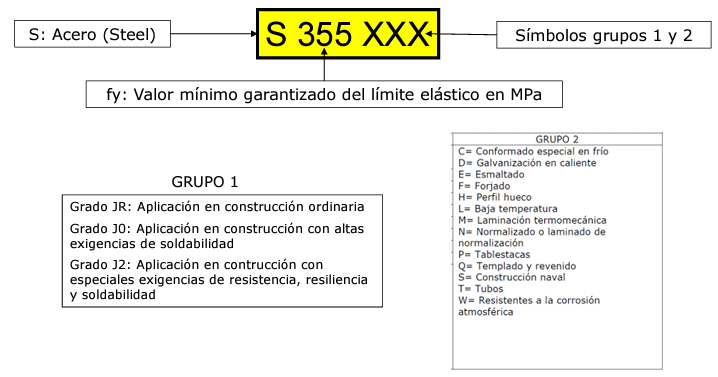 S: Acero (Steel)
S 355 XXX
Símbolos grupos 1 y 2
fy: Valor mínimo garantizado del límite elástico en MPa
GRUPO 1
Grado JR: Aplicación en construcción ordinaria
Grado J0: Aplicación en construcción con altas
exigencias de soldabilidad
Grado J2: Aplicación en contrucción con
especiales exigencias de resistencia, resiliencia
y soldabilidad
GRUPO 2
C= Conformado especial en frío
D= Galvanización en caliente
E= Esmaltado
F= Forjado
H= Perfil hueco
L= Baja temperatura
M= Laminación termomecánica
N= Normalizado o laminado de
normalización
P= Tablestacas
Q= Templado y revenido
S= Construcción naval
T= Tubos
W= Resistentes a la corrosión
atmosférica